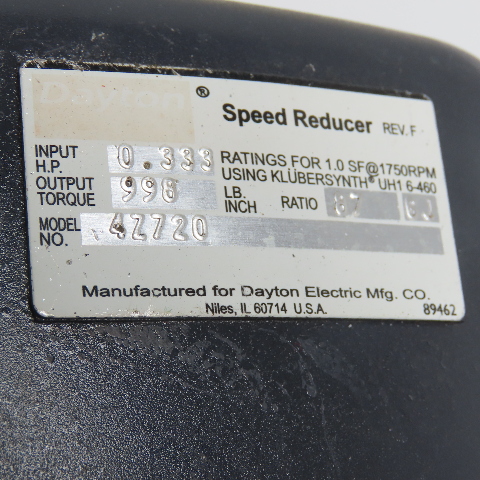 Dayton ®
Speed Reducer REV. F
INPUT H.P. 0.333
RATINGS FOR 1.0 SF@1750RPM
USING KLÜBERSYNTH® UH1 6-460
OUTPUT TORQUE 996 LB. INCH RATIO
MODEL NO. 4Z720
Manufactured for Dayton Electric Mfg. CO.
Niles, IL 60714 U.S.A. 89462